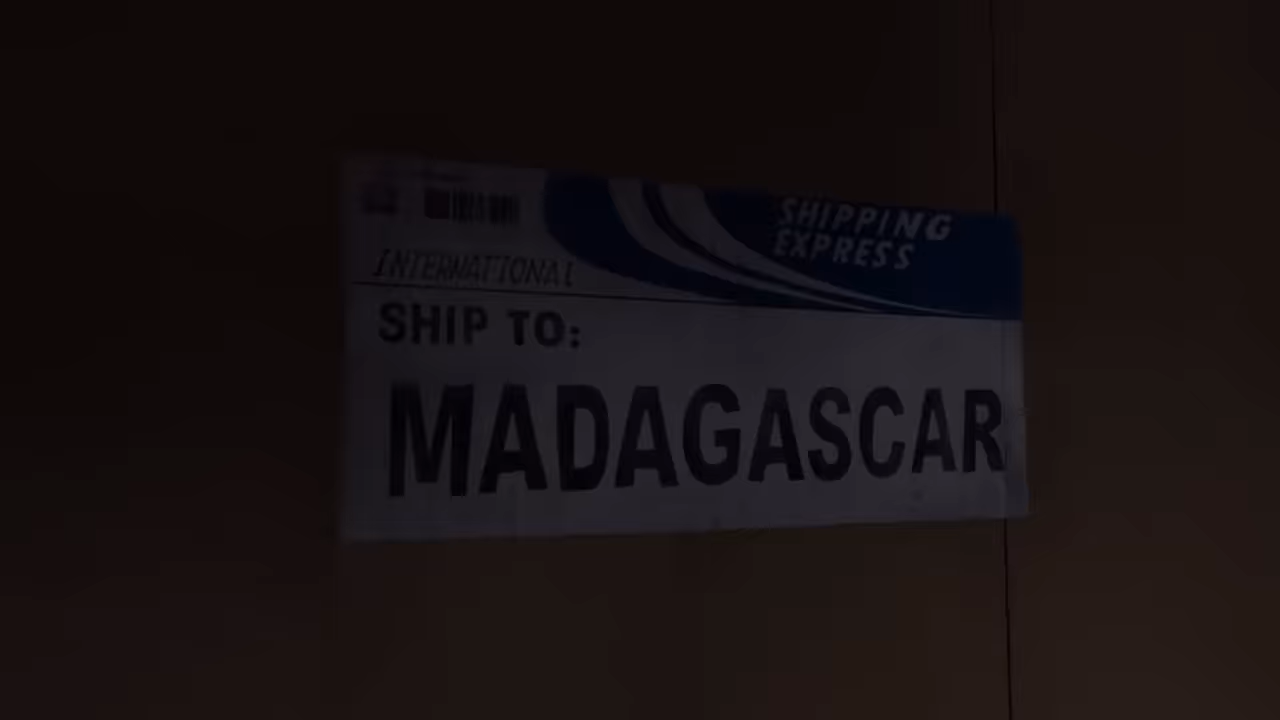 SHIPPING
EXPRESS
INTERNATIONAL
SHIP TO:
MADAGASCAR